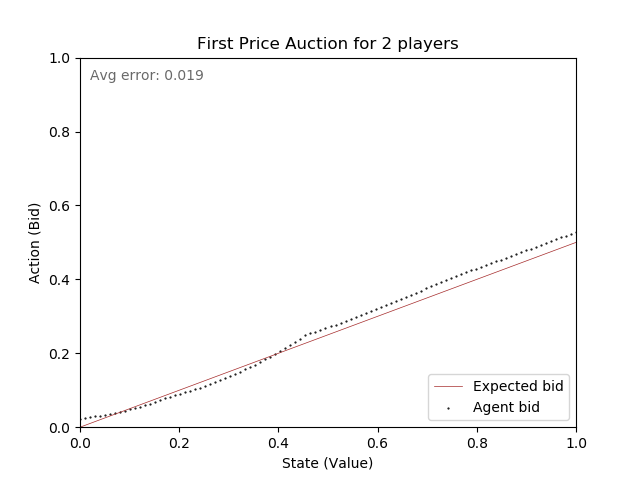 First Price Auction for 2 players
Avg error: 0.019
Action (Bid)
1.0
0.8
0.6
0.4
0.2
0.0
0.0 0.2 0.4 0.6 0.8 1.0
State (Value)
Expected bid
Agent bid